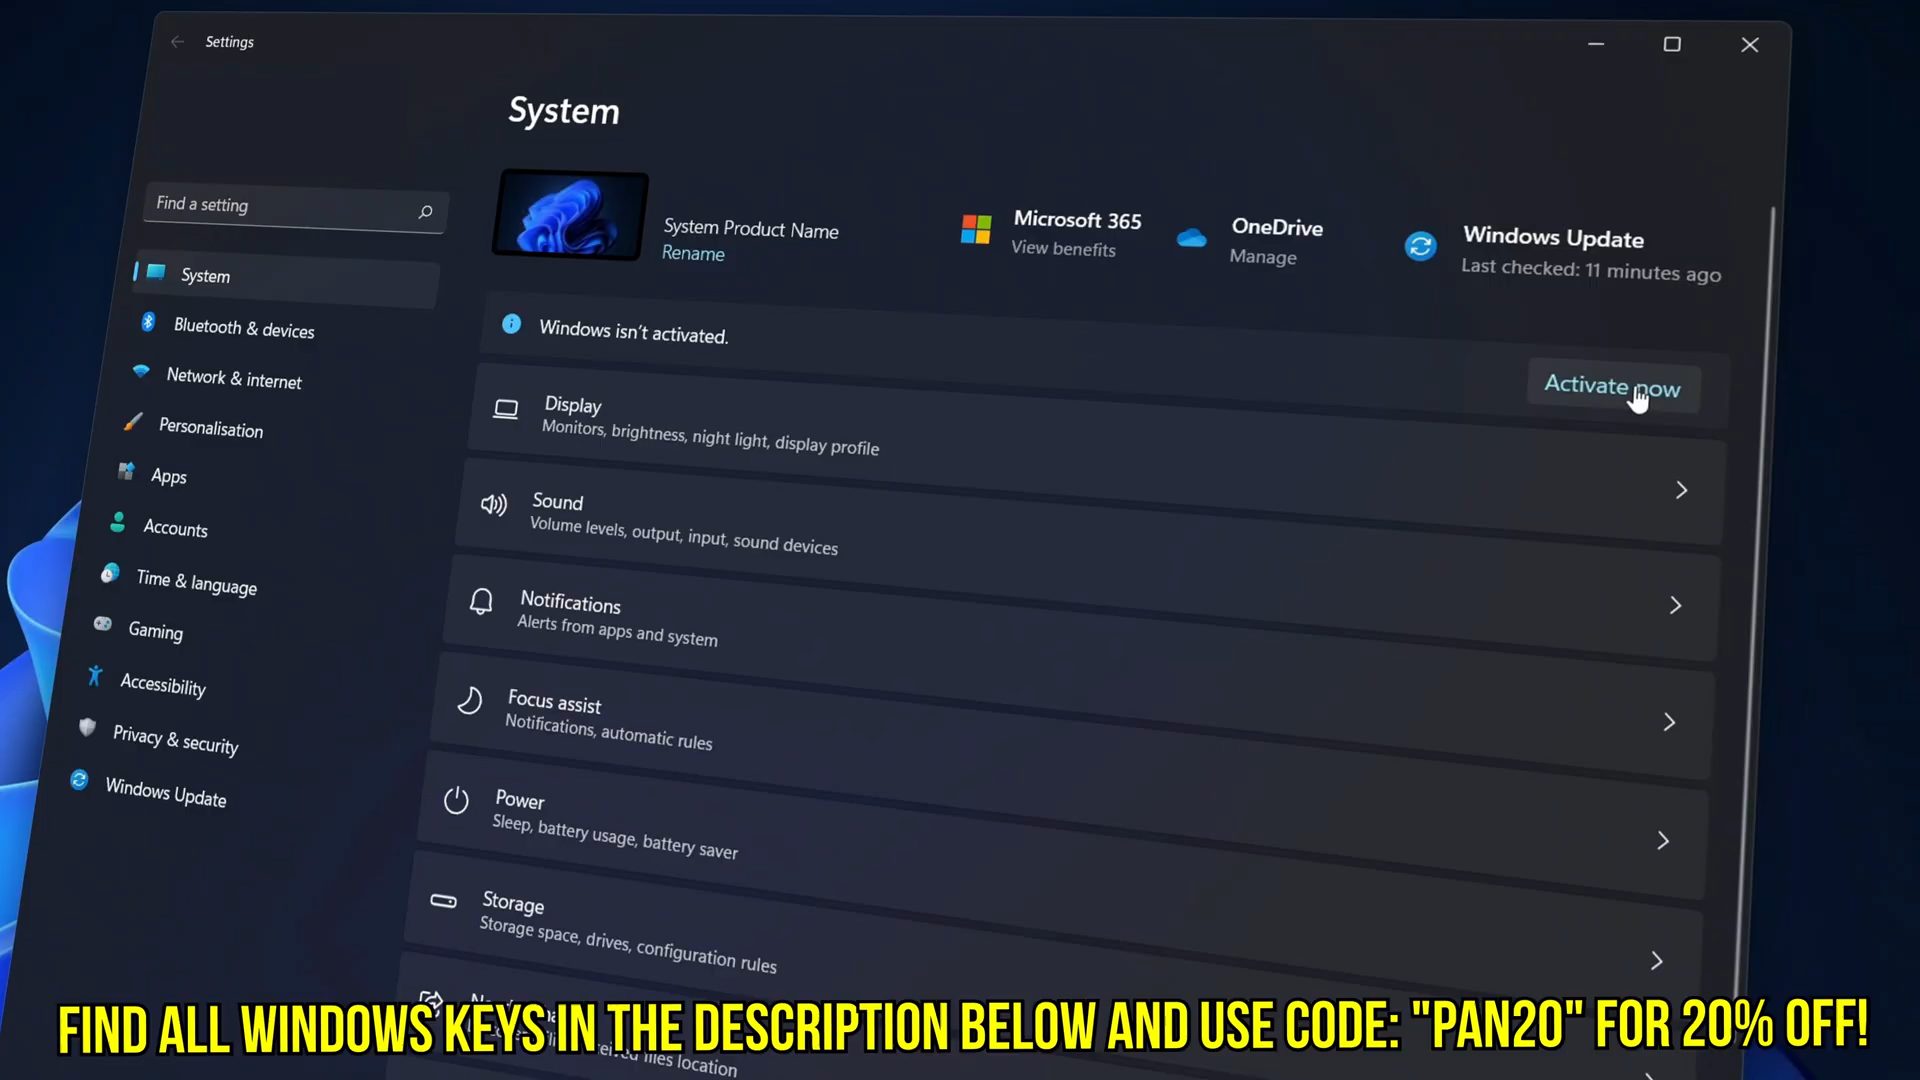 Settings
System
Find a setting
System Product Name
Rename
Microsoft 365
View benefits
OneDrive
Manage
Windows Update
Last checked: 11 minutes ago
System
Bluetooth & devices
Network & internet
Personalisation
Apps
Accounts
Time & language
Gaming
Accessibility
Privacy & security
Windows Update
Windows isn't activated.
Activate now
Display
Monitors, brightness, night light, display profile
Sound
Volume levels, output, input, sound devices
Notifications
Alerts from apps and system
Focus assist
Notifications, automatic rules
Power
Sleep, battery usage, battery saver
Storage
Storage space, drives, configuration rules
files location
FIND ALL WINDOWS KEYS IN THE DESCRIPTION BELOW AND USE CODE: "PAN20" FOR 20% OFF!